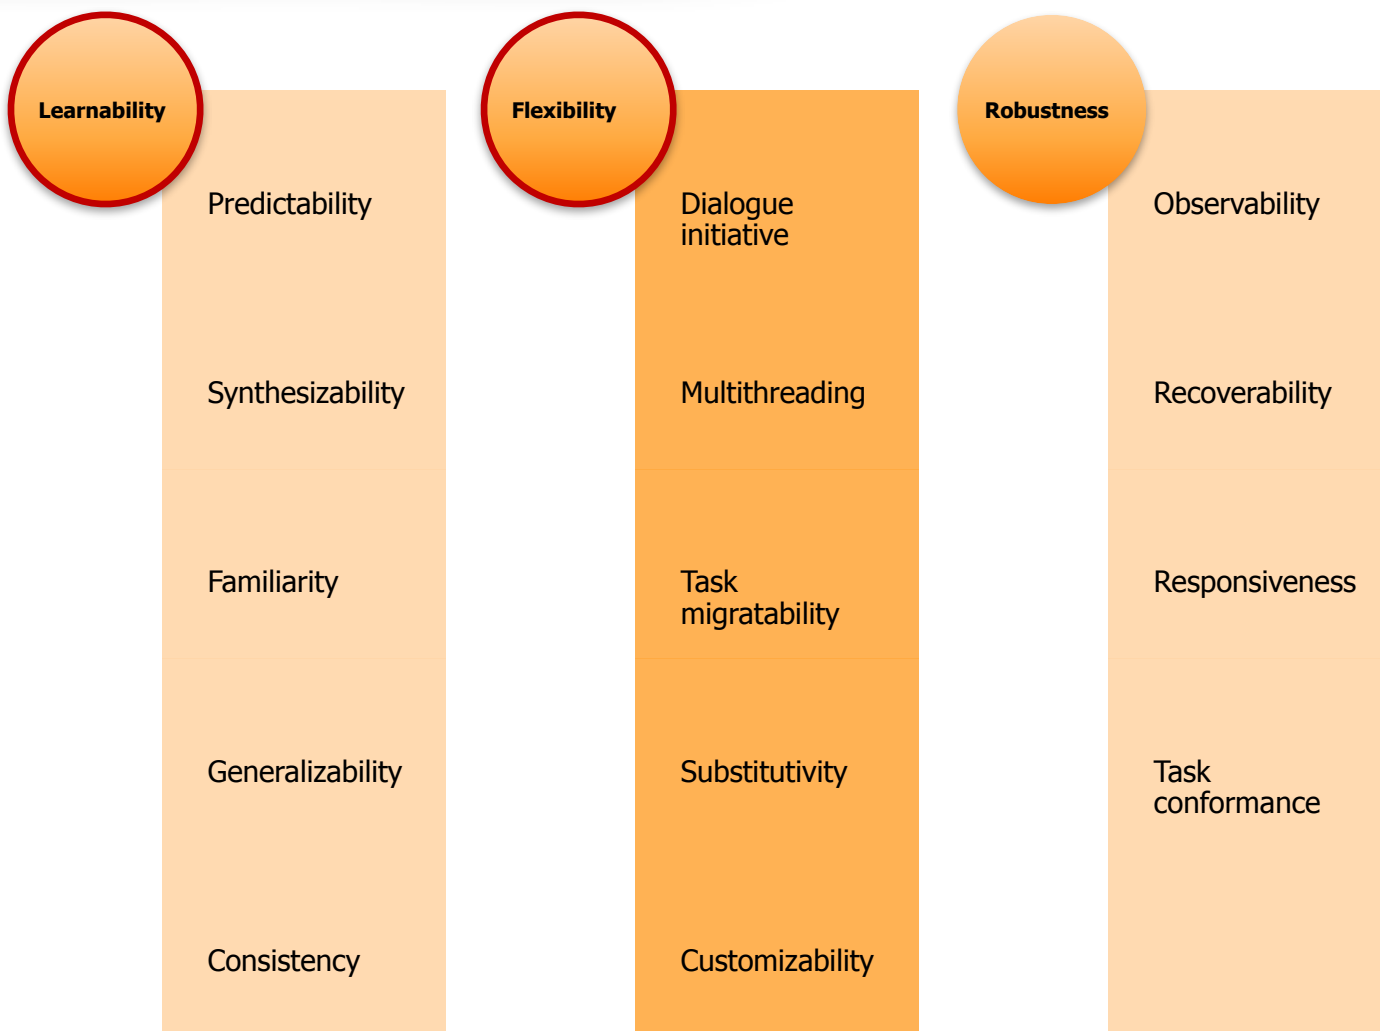 Learnability
Predictability
Synthesizability
Familiarity
Generalizability
Consistency
Flexibility
Dialogue
initiative
Multithreading
Task
migratability
Substitutivity
Customizability
Robustness
Observability
Recoverability
Responsiveness
Task
conformance